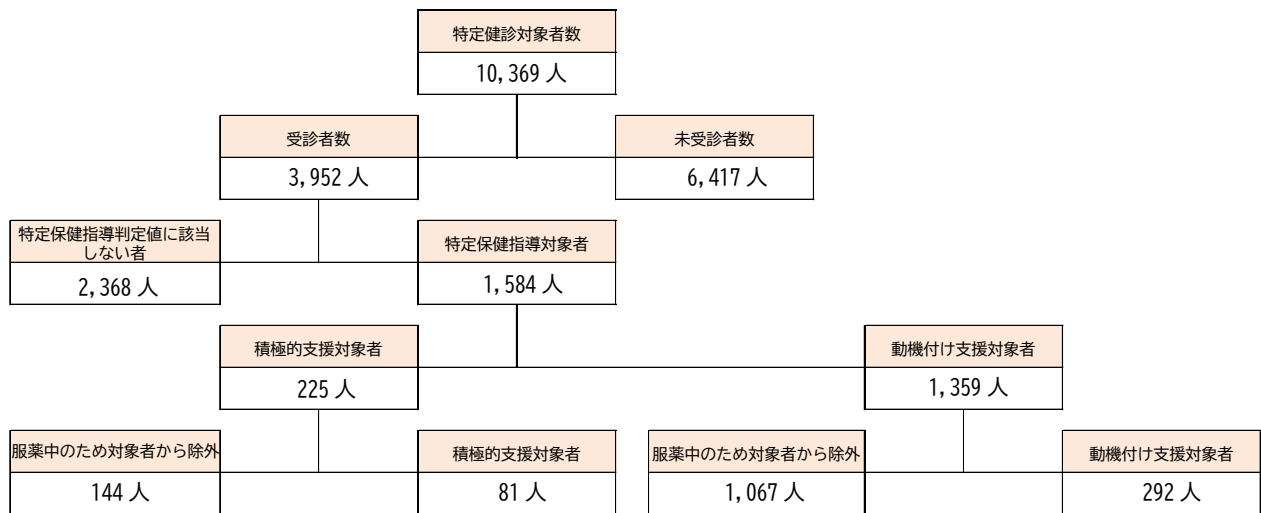 特定健診対象者数
10,369 人
受診者数
未受診者数
3,952 人
6,417 人
特定保健指導判定値に該当
しない者
特定保健指導対象者
2,368 人
1,584 人
積極的支援対象者
動機付け支援対象者
225 人
1,359 人
服薬中のため対象者から除外
積極的支援対象者
服薬中のため対象者から除外
動機付け支援対象者
144 人
81 人
1,067 人
292 人